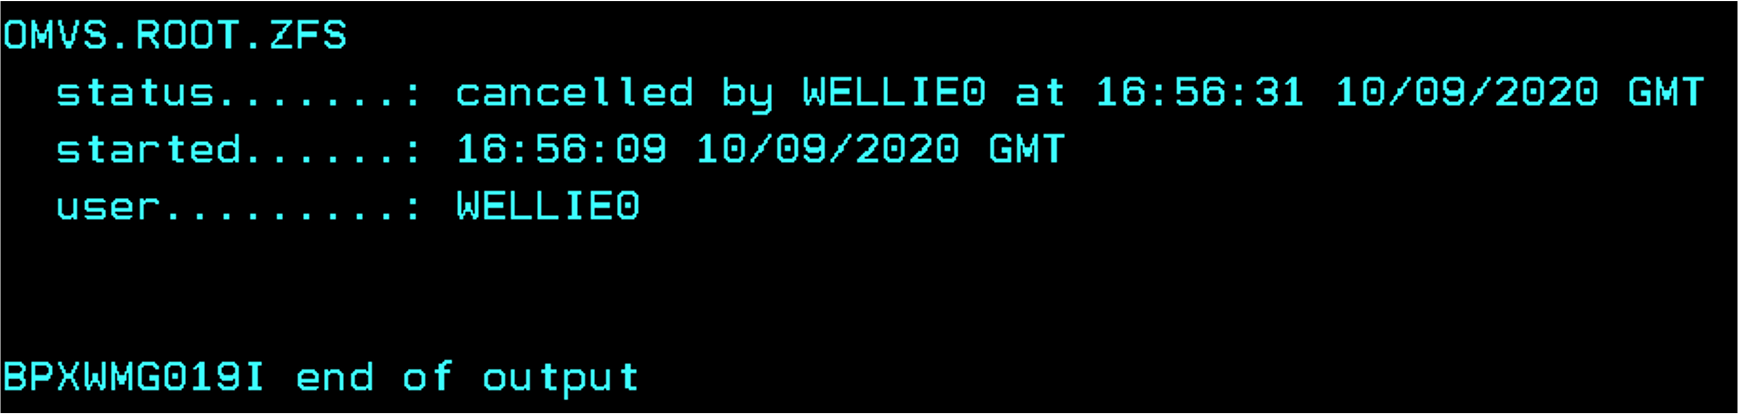 OMVS.ROOT.ZFS
status.......: cancelled by WELLIE0 at 16:56:31 10/09/2020 GMT
started......: 16:56:09 10/09/2020 GMT
user.........: WELLIE0
BPXWMG019I end of output